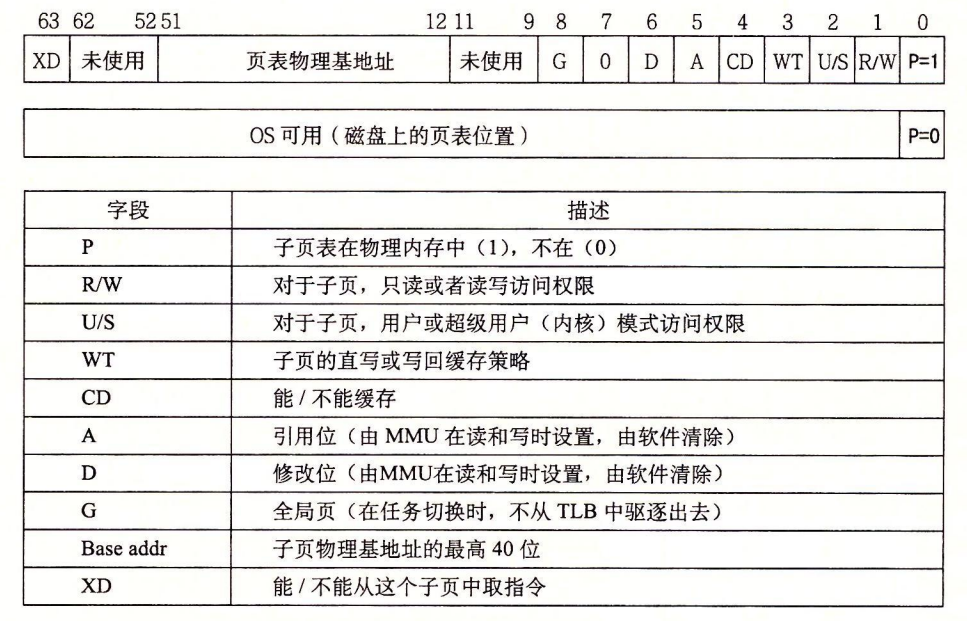 63 62 52 51 12 11 9 8 7 6 5 4 3 2 1 0
XD 未使用 页表物理基地址 未使用 G 0 D A CD WT U/S R/W P=1
OS 可用（磁盘上的页表位置） P=0
字段 描述
P 子页表在物理内存中（1），不在（0）
R/W 对于子页，只读或者读写访问权限
U/S 对于子页，用户或超级用户（内核）模式访问权限
WT 子页的直写或写回缓存策略
CD 能 / 不能缓存
A 引用位（由 MMU 在读和写时设置，由软件清除）
D 修改位（由MMU在读和写时设置，由软件清除）
G 全局页（在任务切换时，不从 TLB 中驱逐出去）
Base addr 子页物理基地址的最高 40 位
XD 能 / 不能从这个子页中取指令